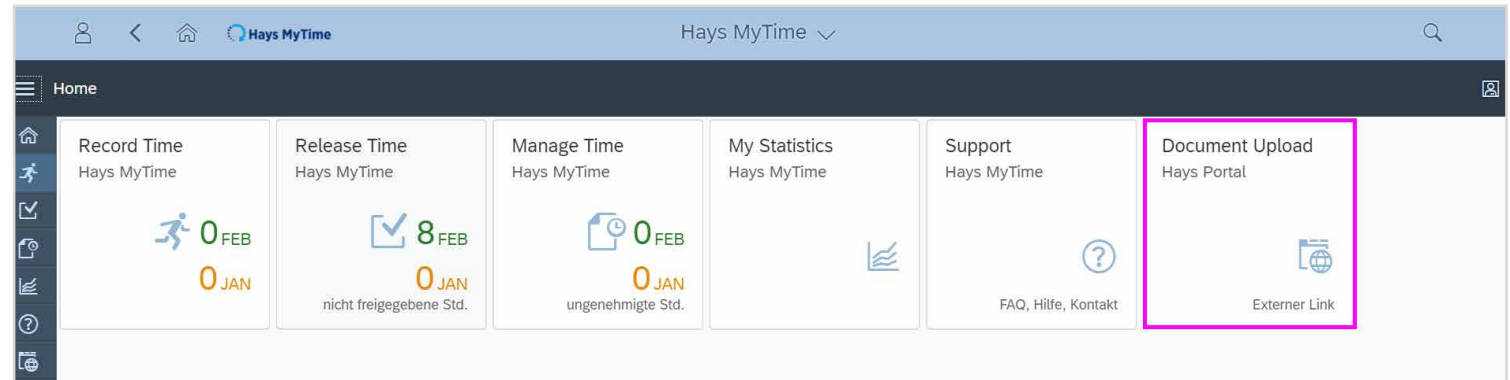 Hays MyTime
Hays MyTime
Home
Record Time
Hays MyTime
0 FEB
0 JAN
Release Time
Hays MyTime
8 FEB
0 JAN
nicht freigegebene Std.
Manage Time
Hays MyTime
0 FEB
0 JAN
ungenehmigte Std.
My Statistics
Hays MyTime
Support
Hays MyTime
?
FAQ, Hilfe, Kontakt
Document Upload
Hays Portal
Externer Link
?